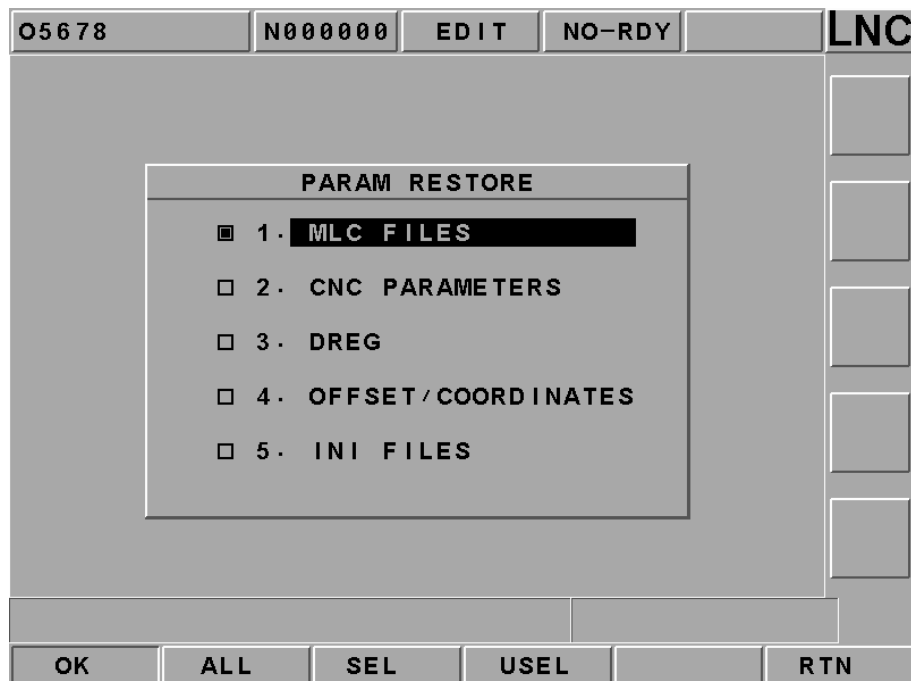 O5678 N000000 EDIT NO-RDY LNC
PARAM RESTORE
1. MLC FILES
2. CNC PARAMETERS
3. DREG
4. OFFSET/COORDINATES
5. INI FILES
OK ALL SEL USEL RTN